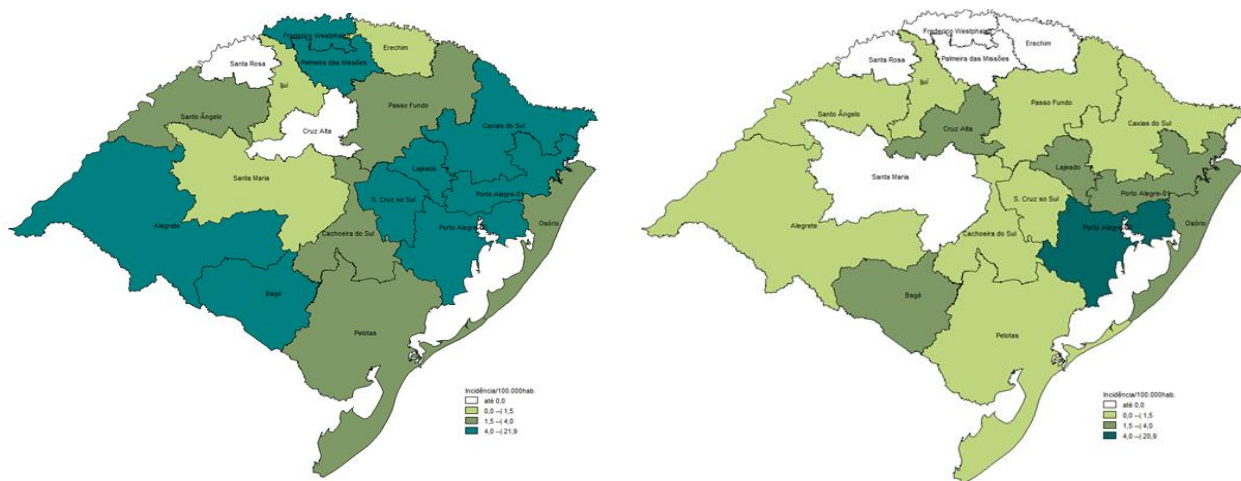 Frederico Westphalen
Erechim
Santa Rosa
Palmeira das Missões
Ijuí
Passo Fundo
Santo Ângelo
Caxias do Sul
Cruz Alta
Lajeado
Santa Maria
Porto Alegre-01
S. Cruz so Sul
Osório
Alegrete
Cachoeira do Sul
Porto Alegre-
Bagé
Pelotas
Incidência/100.000hab.
até 0,0
0,0 --| 1,5
1,5 --| 4,0
4,0 --| 21,9
Frederico Westphalen
Erechim
Santa Rosa
Palmeira das Missões
Ijuí
Passo Fundo
Santo Ângelo
Caxias do Sul
Cruz Alta
Lajeado
Santa Maria
Porto Alegre-01
S. Cruz so Sul
Osório
Alegrete
Cachoeira do Sul
Porto Alegre-
Bagé
Pelotas
Incidência/100.000hab.
até 0,0
0,0 --| 1,5
1,5 --| 4,0
4,0 --| 20,9